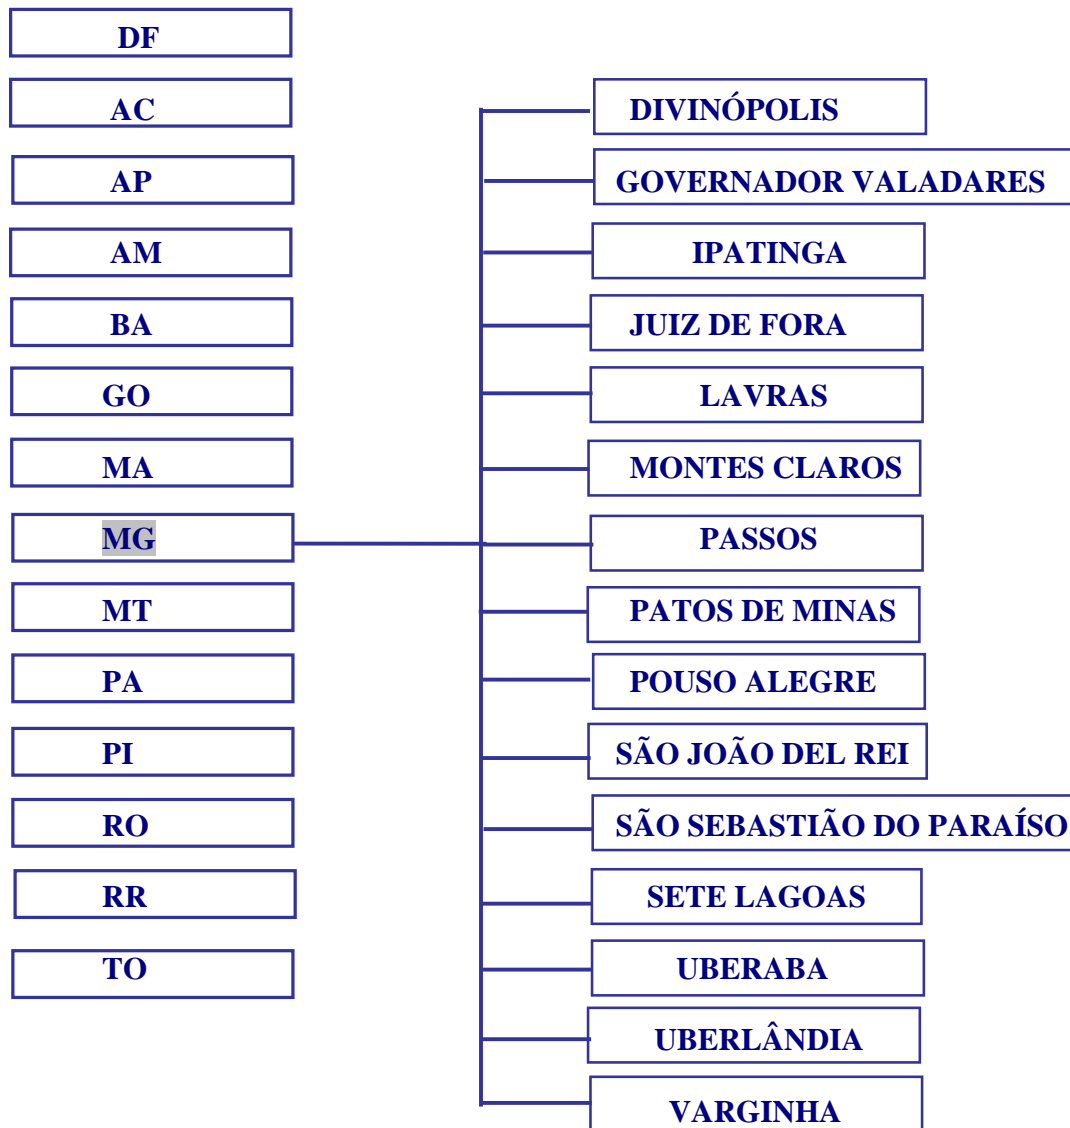 DF
AC
AP
AM
BA
GO
MA
MG
MT
PA
PI
RO
RR
TO
DIVINÓPOLIS
GOVERNADOR VALADARES
IPATINGA
JUIZ DE FORA
LAVRAS
MONTES CLAROS
PASSOS
PATOS DE MINAS
POUSO ALEGRE
SÃO JOÃO DEL REI
SÃO SEBASTIÃO DO PARAÍSO
SETE LAGOAS
UBERABA
UBERLÂNDIA
VARGINHA